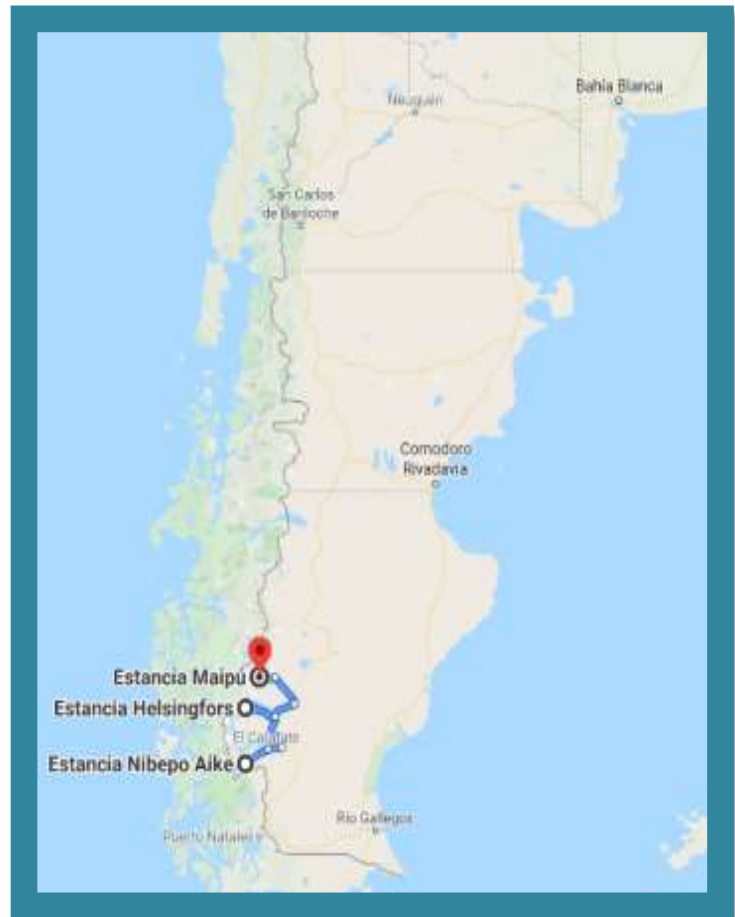 Bahía Blanca
Neuquén
San Carlos
de Bariloche
Comodoro
Rivadavia
Estancia Maipú
Estancia Helsingfors
El Calafate
Estancia Nibepo Aike
Río Gallegos
Puerto Natales